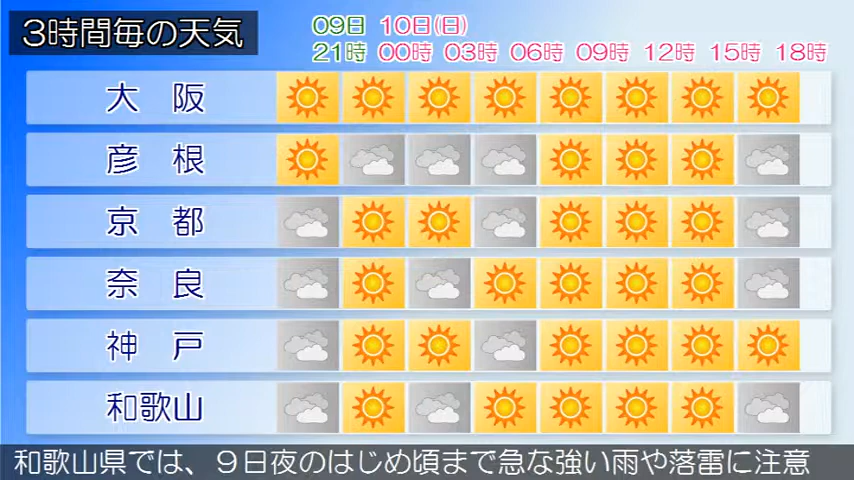 3時間毎の天気
09日 10日(日)
21時 00時 03時 06時 09時 12時 15時 18時
大　阪
彦　根
京　都
奈　良
神　戸
和歌山
和歌山県では、９日夜のはじめ頃まで急な強い雨や落雷に注意